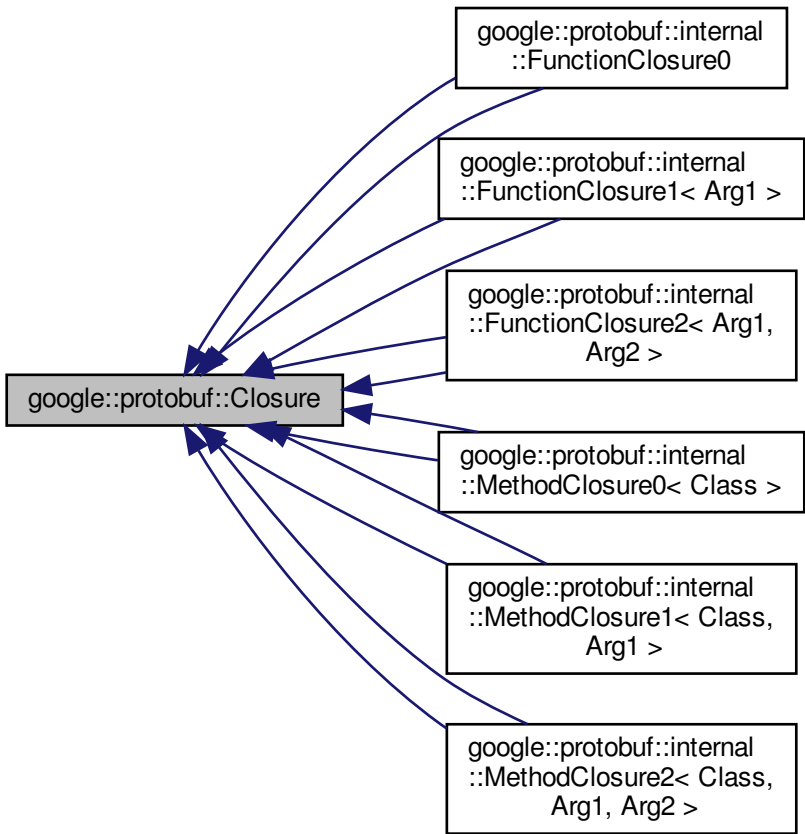 google::protobuf::internal
::FunctionClosure0
google::protobuf::internal
::FunctionClosure1< Arg1 >
google::protobuf::internal
::FunctionClosure2< Arg1,
Arg2 >
google::protobuf::Closure
google::protobuf::internal
::MethodClosure0< Class >
google::protobuf::internal
::MethodClosure1< Class,
Arg1 >
google::protobuf::internal
::MethodClosure2< Class,
Arg1, Arg2 >